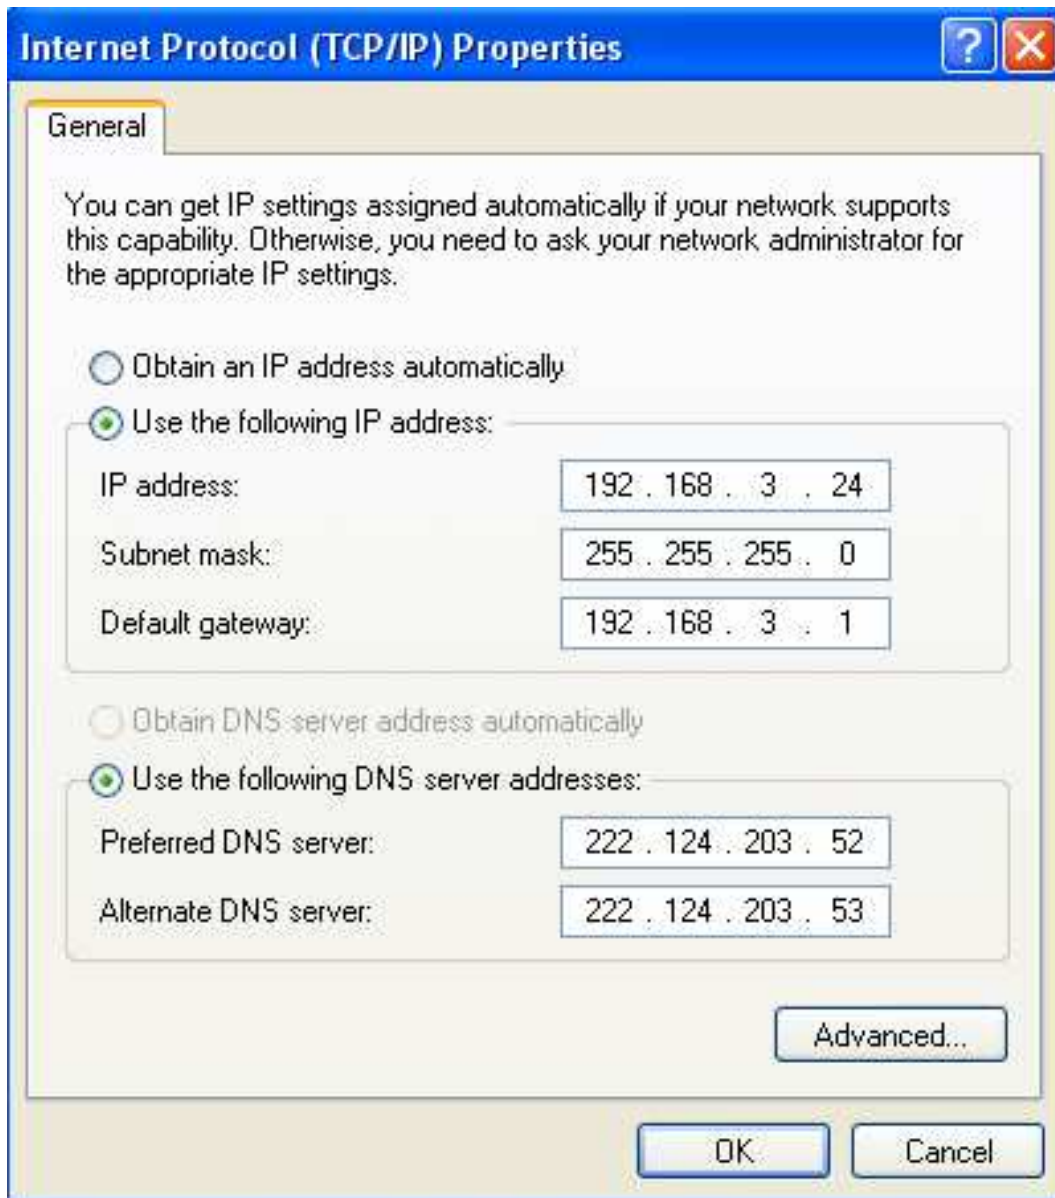 Internet Protocol (TCP/IP) Properties
?
General
You can get IP settings assigned automatically if your network supports
this capability. Otherwise, you need to ask your network administrator for
the appropriate IP settings.
Obtain an IP address automatically
Use the following IP address:
IP address: 192 . 168 . 3 . 24
Subnet mask: 255 . 255 . 255 . 0
Default gateway: 192 . 168 . 3 . 1
Obtain DNS server address automatically
Use the following DNS server addresses:
Preferred DNS server: 222 . 124 . 203 . 52
Alternate DNS server: 222 . 124 . 203 . 53
Advanced...
OK Cancel